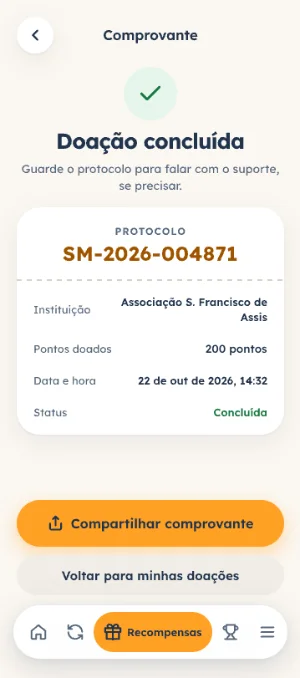 Comprovante
Doação concluída
Guarde o protocolo para falar com o suporte,
se precisar.
PROTOCOLO
SM-2026-004871
Instituição
Associação S. Francisco de
Assis
Pontos doados
200 pontos
Data e hora
22 de out de 2026, 14:32
Status
Concluída
Compartilhar comprovante
Voltar para minhas doações
Recompensas